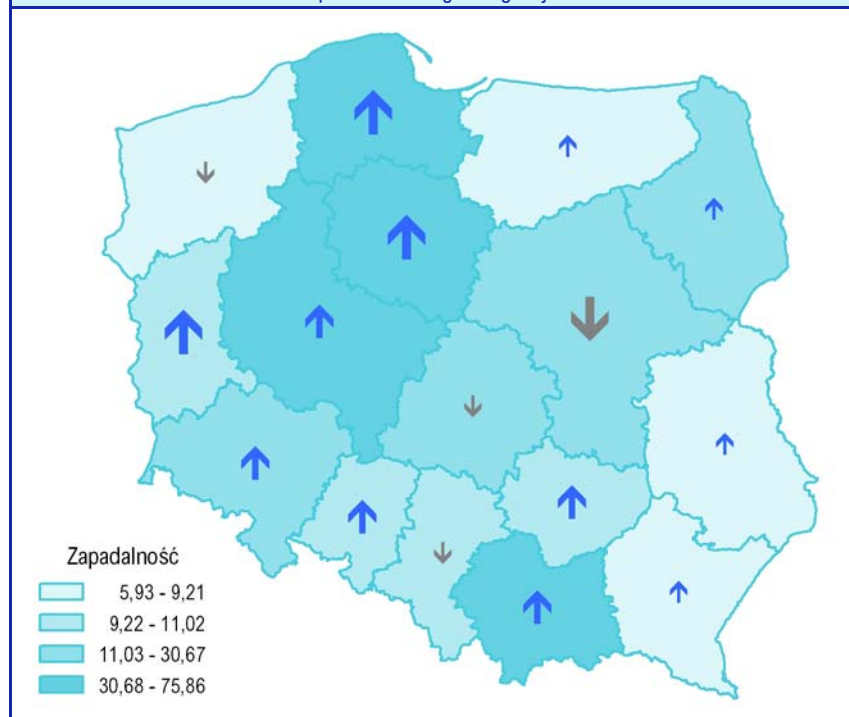 Zapadalność
5,93 - 9,21
9,22 - 11,02
11,03 - 30,67
30,68 - 75,86